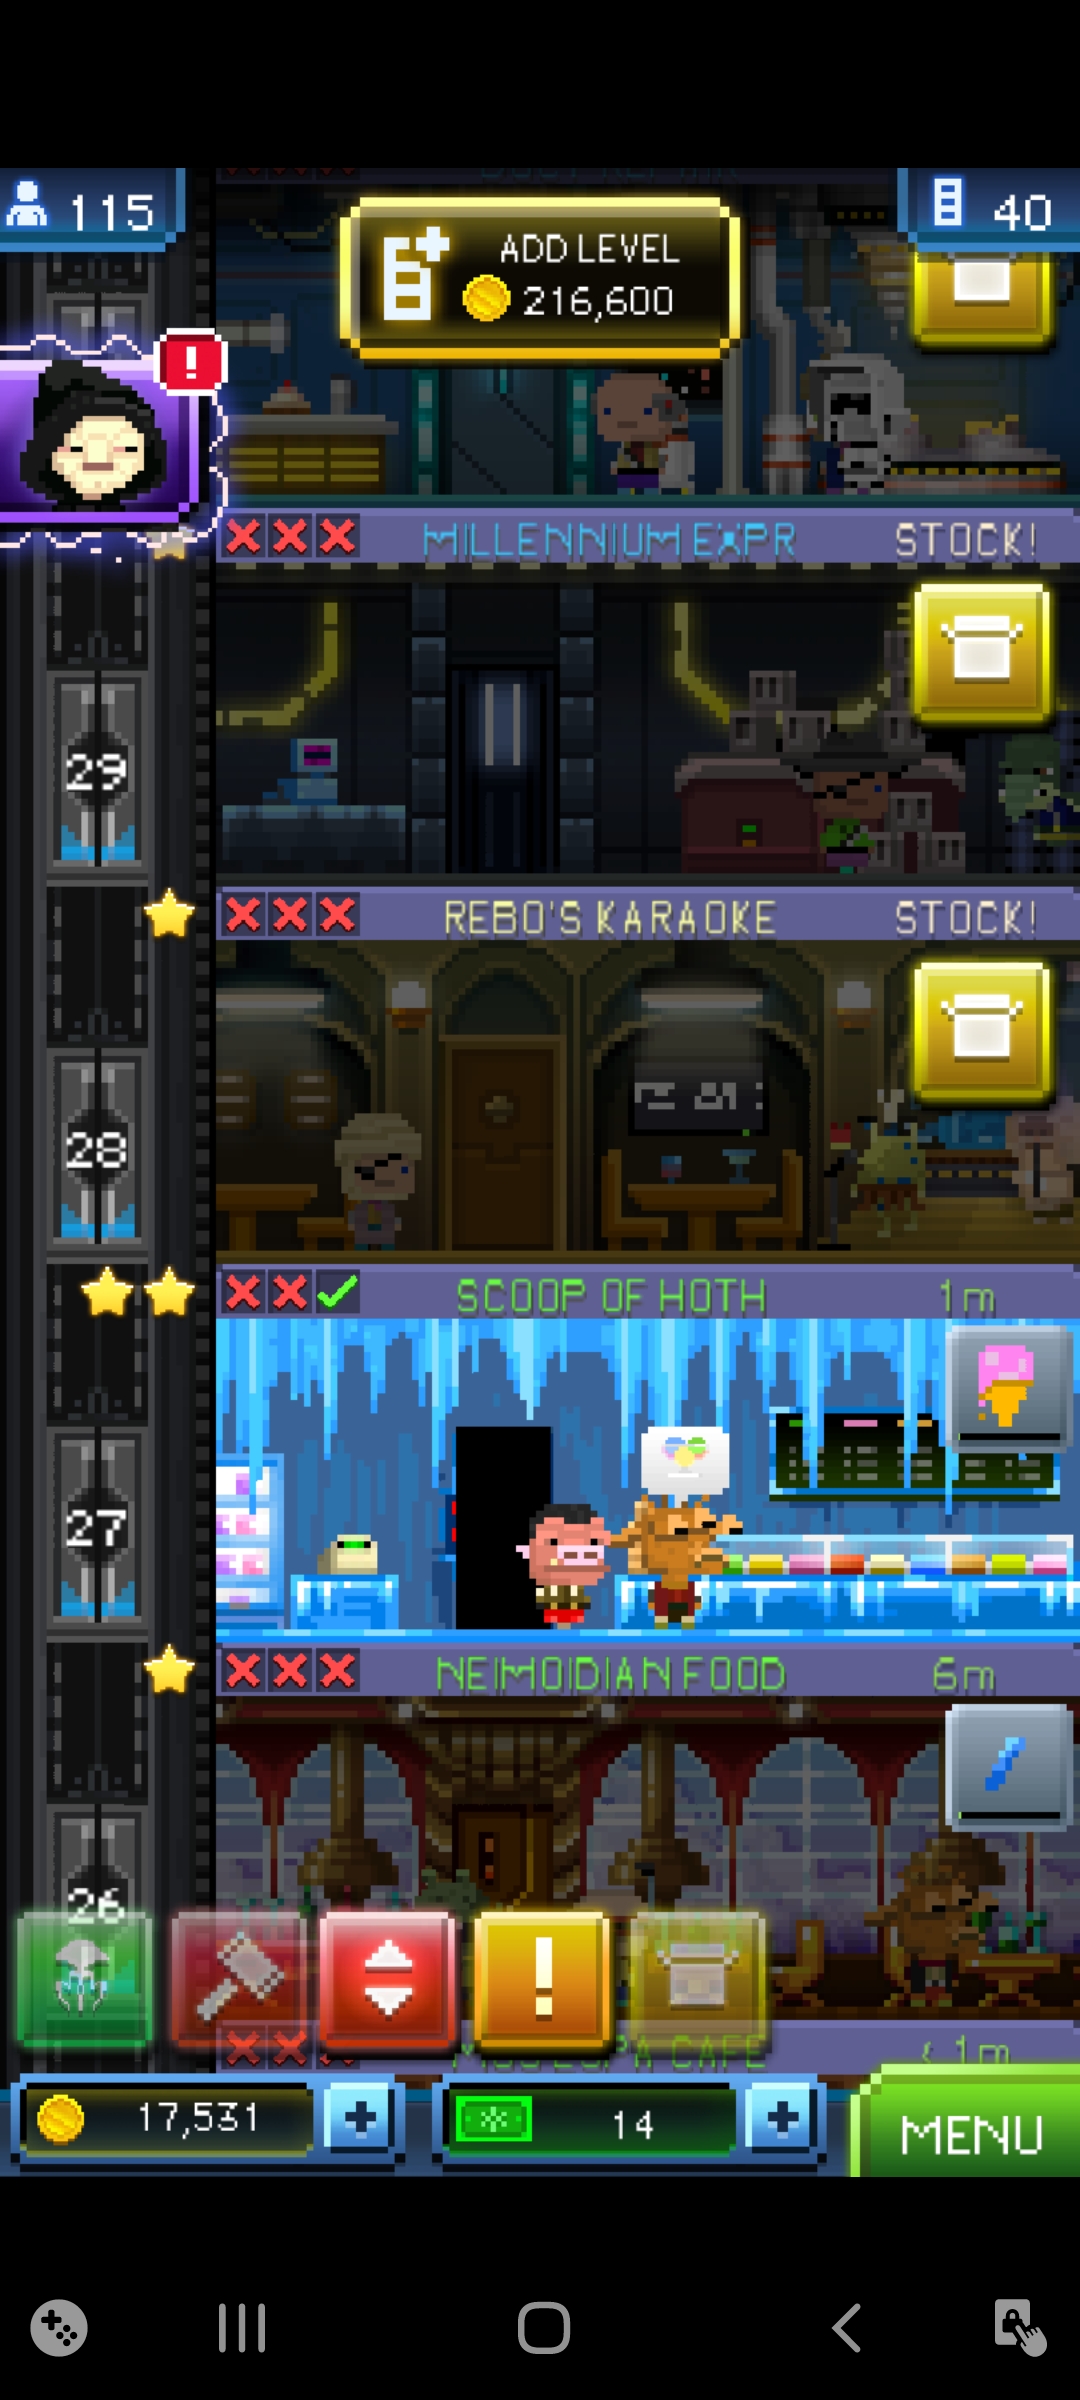 115
ADD LEVEL
216,600
40
!
MILLENNIUM EXPR STOCK!
29
REBO'S KARAOKE STOCK!
28
SCOOP OF HOTH 1m
27
NEIMOIDIAN FOOD 6m
26
!
CAFE < 1m
17,531
+
14
+
MENU